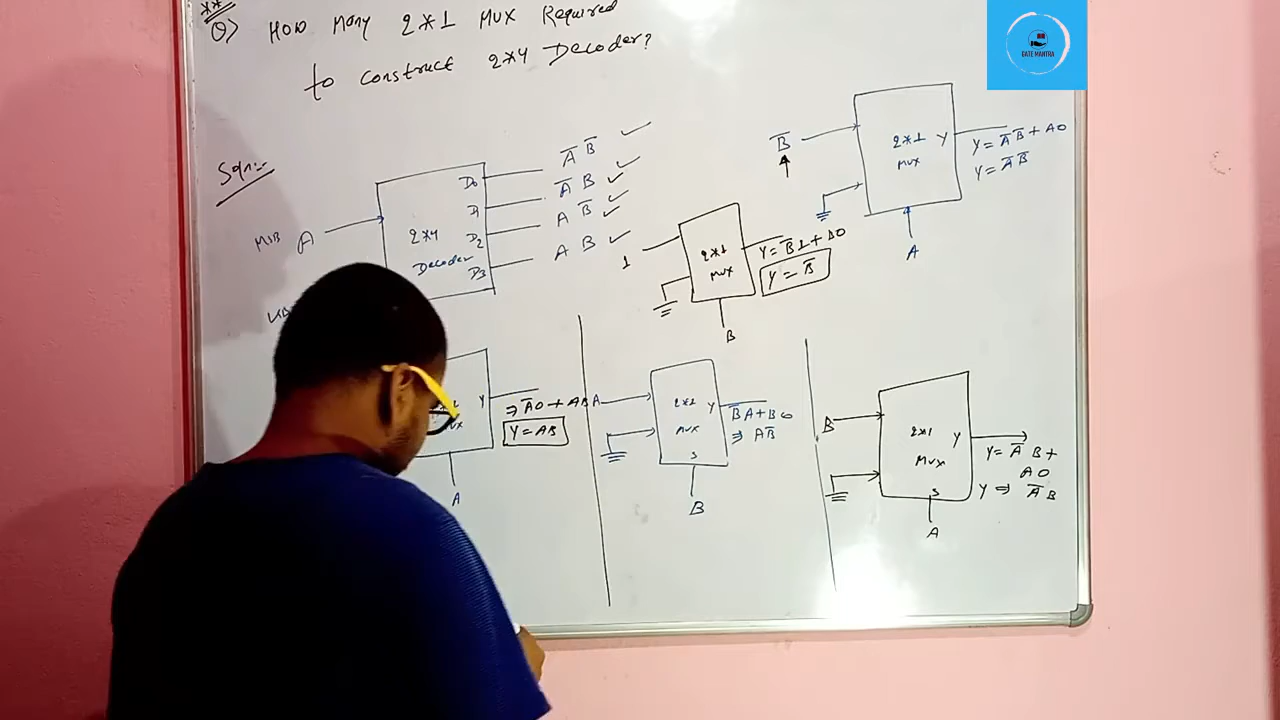 **
Q> How Many 2*1 MUX Required
to construct 2*4 Decoder?
GATE MANTRA
Soln:-
MSB A
2*4
Decoder
D0
D1
D2
D3
A̅ B̅
A̅ B
A B̅
A B
1
2*1
MUX
B
Y = B̅1 + B0
Y = B̅
B̅
2*1
MUX
Y
A
Y = A̅ B̅ + A0
Y = A̅ B̅
Y
A
⇒ A̅0 + AB
Y = AB
A
2*1
MUX
Y
S
B
B̅A + B0
⇒ AB̅
B
2*1
MUX
Y
S
A
Y = A̅ B +
A0
Y ⇒ A̅ B